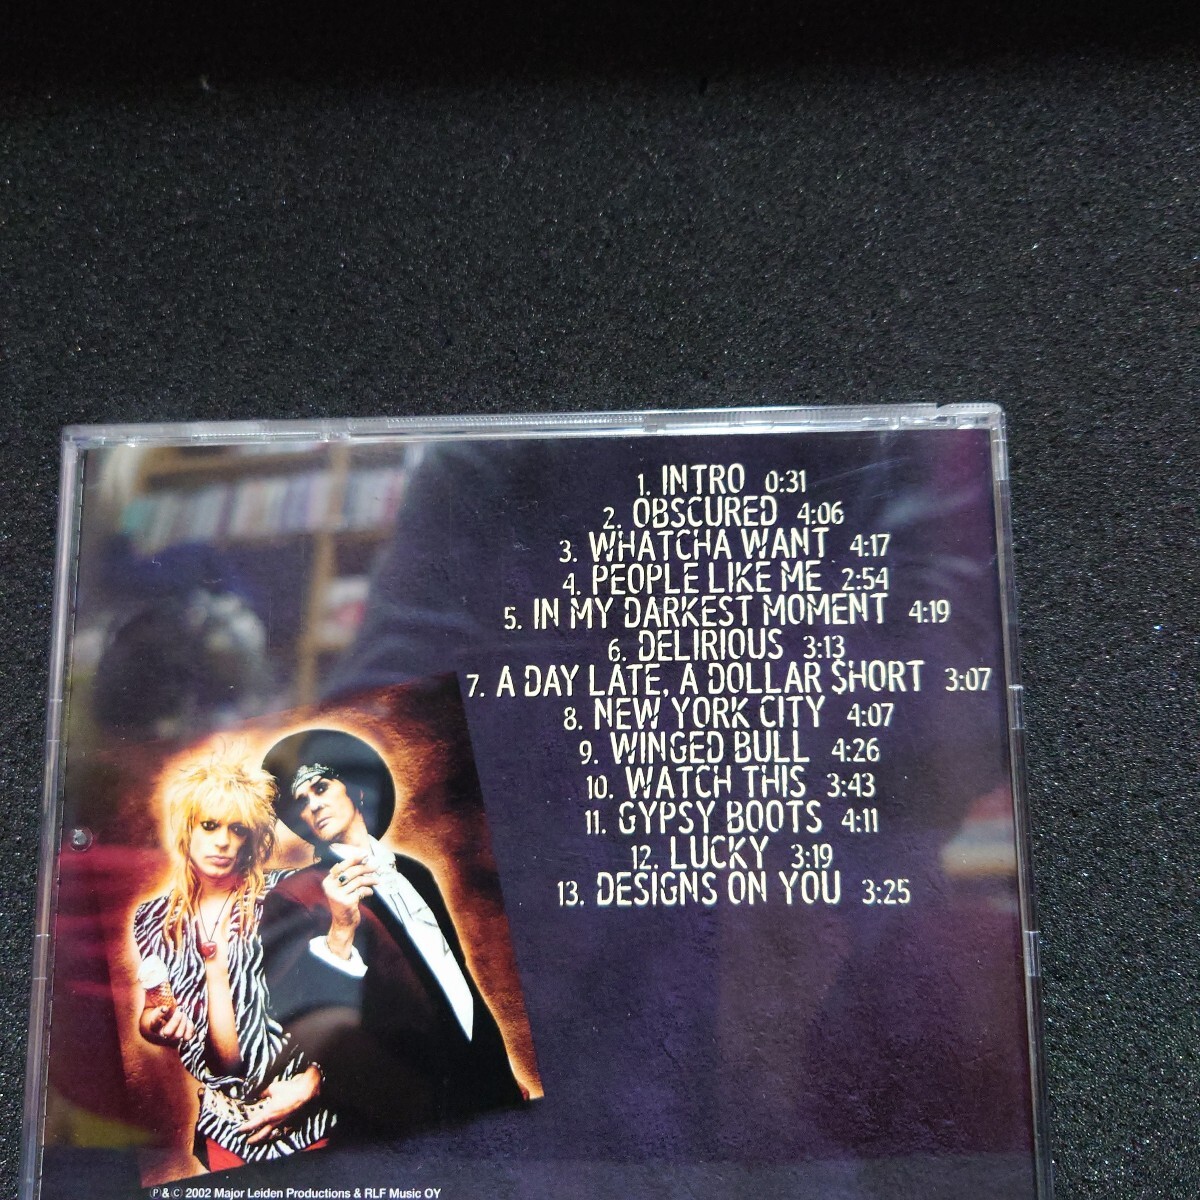 1. INTRO 0:31
2. OBSCURED 4:06
3. WHATCHA WANT 4:17
4. PEOPLE LIKE ME 2:54
5. IN MY DARKEST MOMENT 4:19
6. DELIRIOUS 3:13
7. A DAY LATE, A DOLLAR $HORT 3:07
8. NEW YORK CITY 4:07
9. WINGED BULL 4:26
10. WATCH THIS 3:43
11. GYPSY BOOTS 4:11
12. LUCKY 3:19
13. DESIGNS ON YOU 3:25
℗ & © 2002 Major Leiden Productions & RLF Music OY